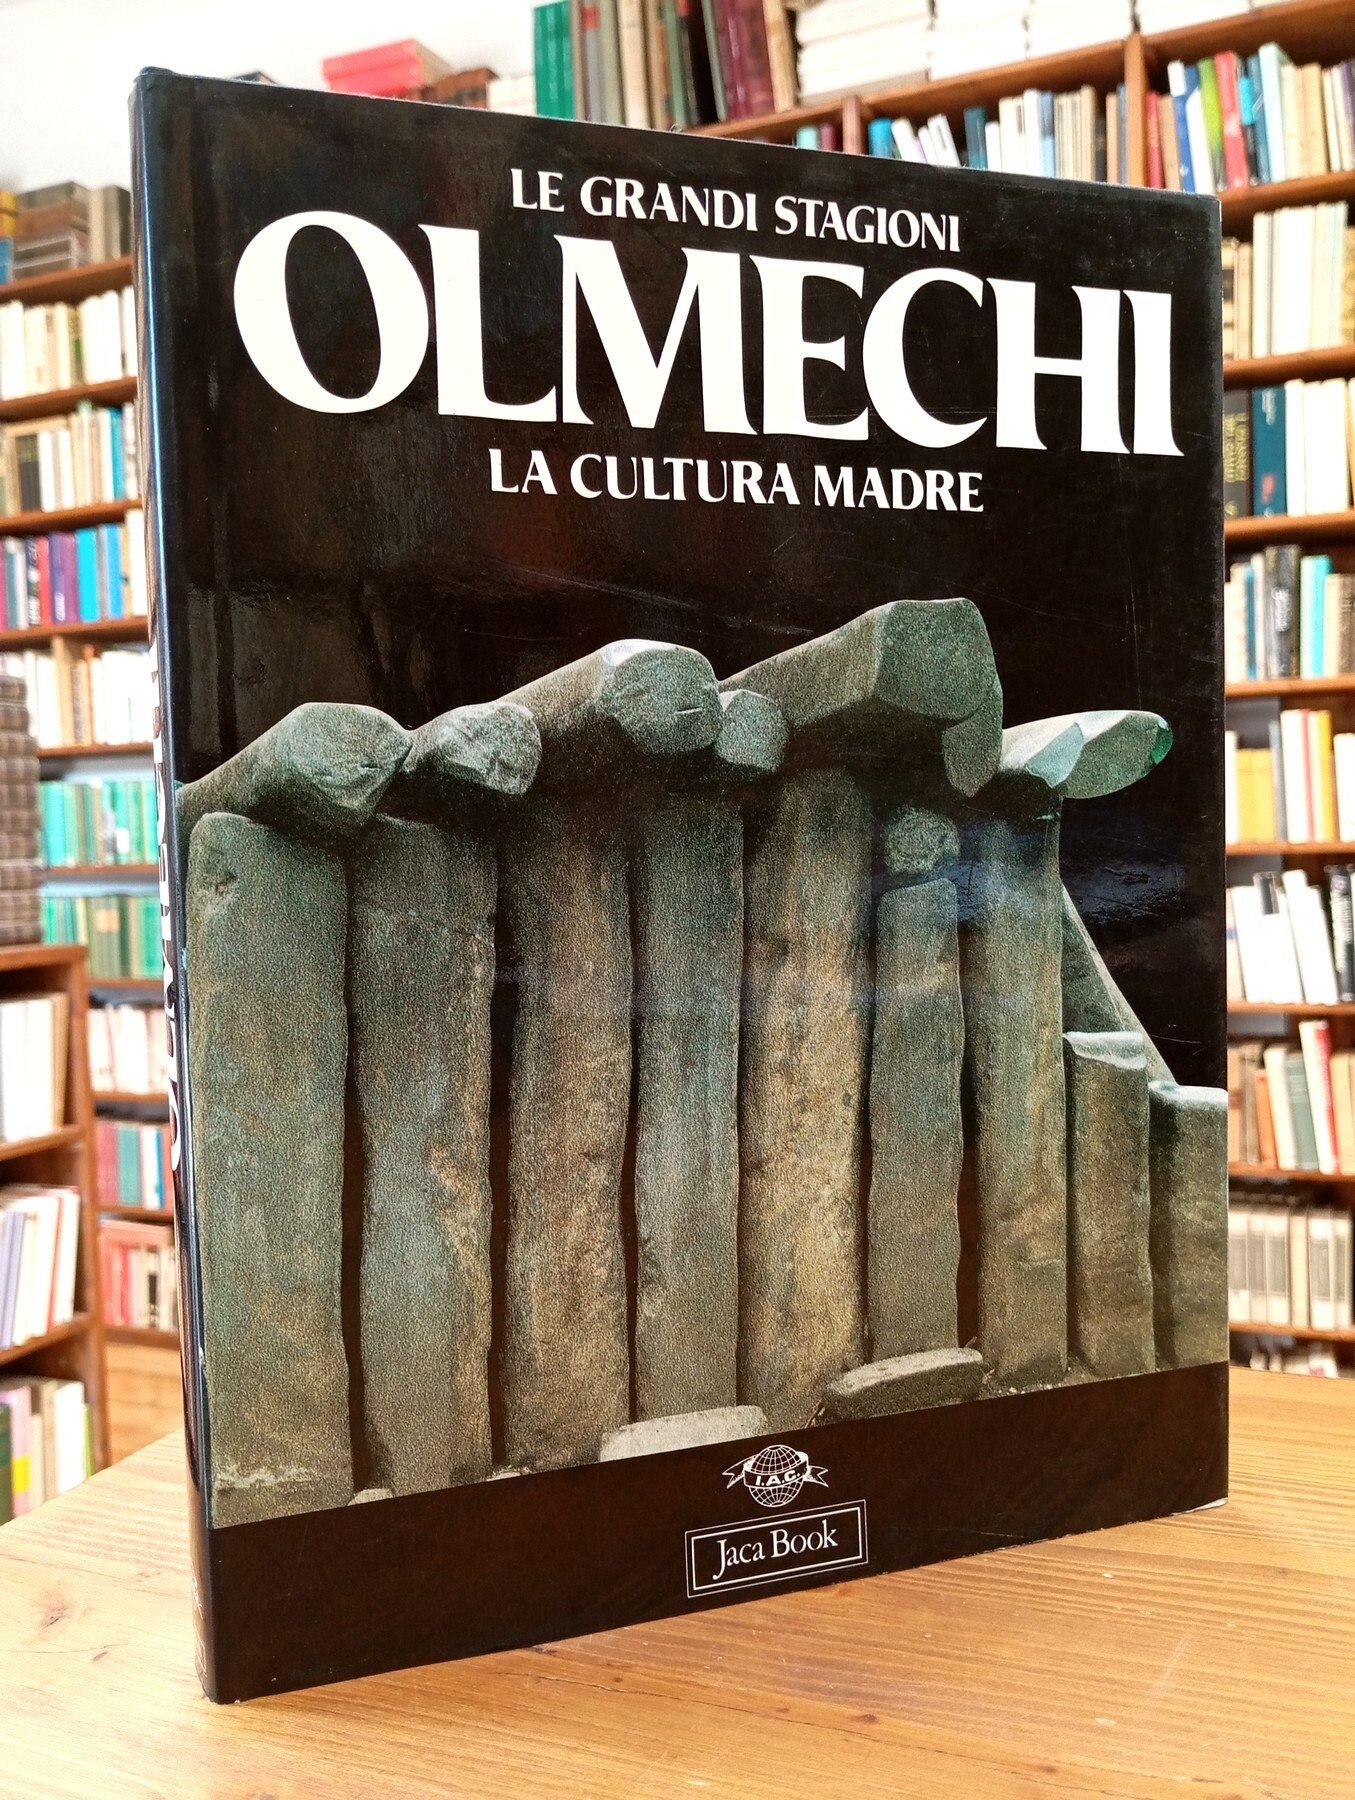 LE GRANDI STAGIONI
OLMECHI
LA CULTURA MADRE
I.A.C.
Jaca Book